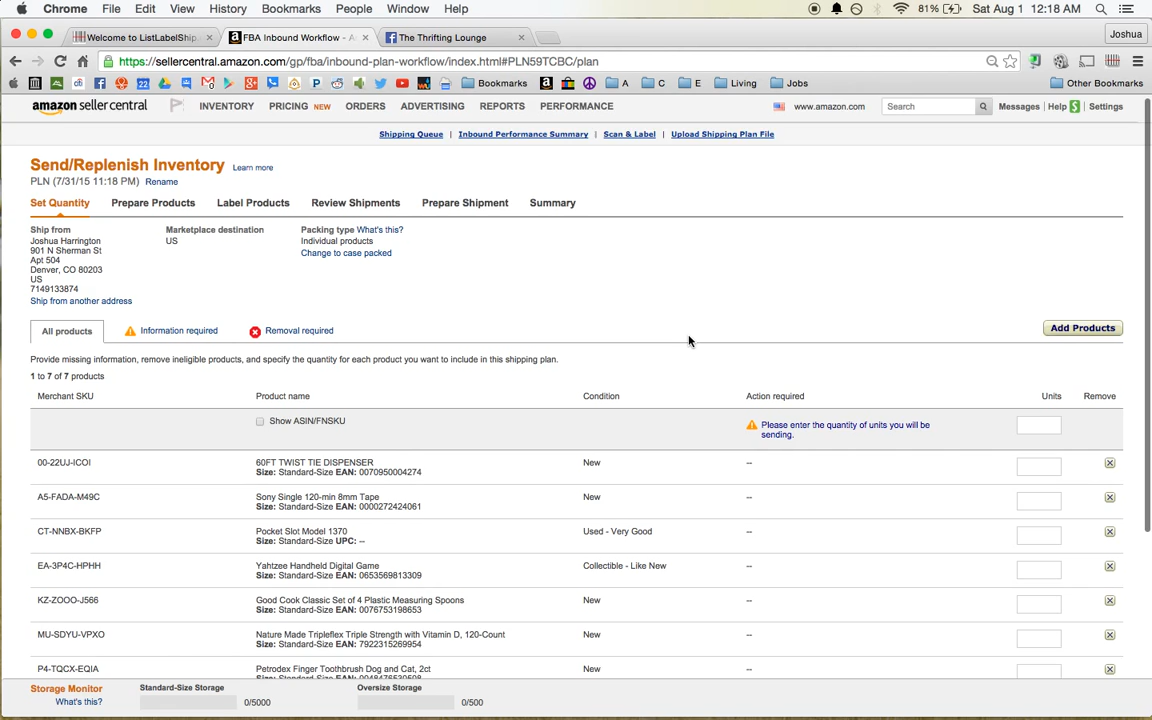 Chrome File Edit View History Bookmarks People Window Help 81% Sat Aug 1 12:18 AM
Welcome to ListLabelShip FBA Inbound Workflow - A The Thrifting Lounge Joshua
https://sellercentral.amazon.com/gp/fba/inbound-plan-workflow/index.html#PLN59TCBC/plan
Bookmarks A C E Living Jobs Other Bookmarks
amazon seller central INVENTORY PRICING NEW ORDERS ADVERTISING REPORTS PERFORMANCE www.amazon.com Search Messages Help Settings
Shipping Queue | Inbound Performance Summary | Scan & Label | Upload Shipping Plan File
Send/Replenish Inventory Learn more
PLN (7/31/15 11:18 PM) Rename
Set Quantity Prepare Products Label Products Review Shipments Prepare Shipment Summary
Ship from Marketplace destination Packing type What's this?
Joshua Harrington US Individual products
901 N Sherman St Change to case packed
Apt 504
Denver, CO 80203
US
7149133874
Ship from another address
All products Information required Removal required Add Products
Provide missing information, remove ineligible products, and specify the quantity for each product you want to include in this shipping plan.
1 to 7 of 7 products
Merchant SKU Product name Condition Action required Units Remove
Show ASIN/FNSKU Please enter the quantity of units you will be
sending.
00-22UJ-ICOI 60FT TWIST TIE DISPENSER New --
Size: Standard-Size EAN: 0070950004274
A5-FADA-M49C Sony Single 120-min 8mm Tape New --
Size: Standard-Size EAN: 0000272424061
CT-NNBX-BKFP Pocket Slot Model 1370 Used - Very Good --
Size: Standard-Size UPC: --
EA-3P4C-HPHH Yahtzee Handheld Digital Game Collectible - Like New --
Size: Standard-Size EAN: 0653569813309
KZ-ZOOO-J566 Good Cook Classic Set of 4 Plastic Measuring Spoons New --
Size: Standard-Size EAN: 0076753198653
MU-SDYU-VPXO Nature Made Tripleflex Triple Strength with Vitamin D, 120-Count New --
Size: Standard-Size EAN: 7922315269954
P4-TQCX-EQIA Petrodex Finger Toothbrush Dog and Cat, 2ct New --
Storage Monitor Standard-Size Storage Oversize Storage
What's this? 0/5000 0/500